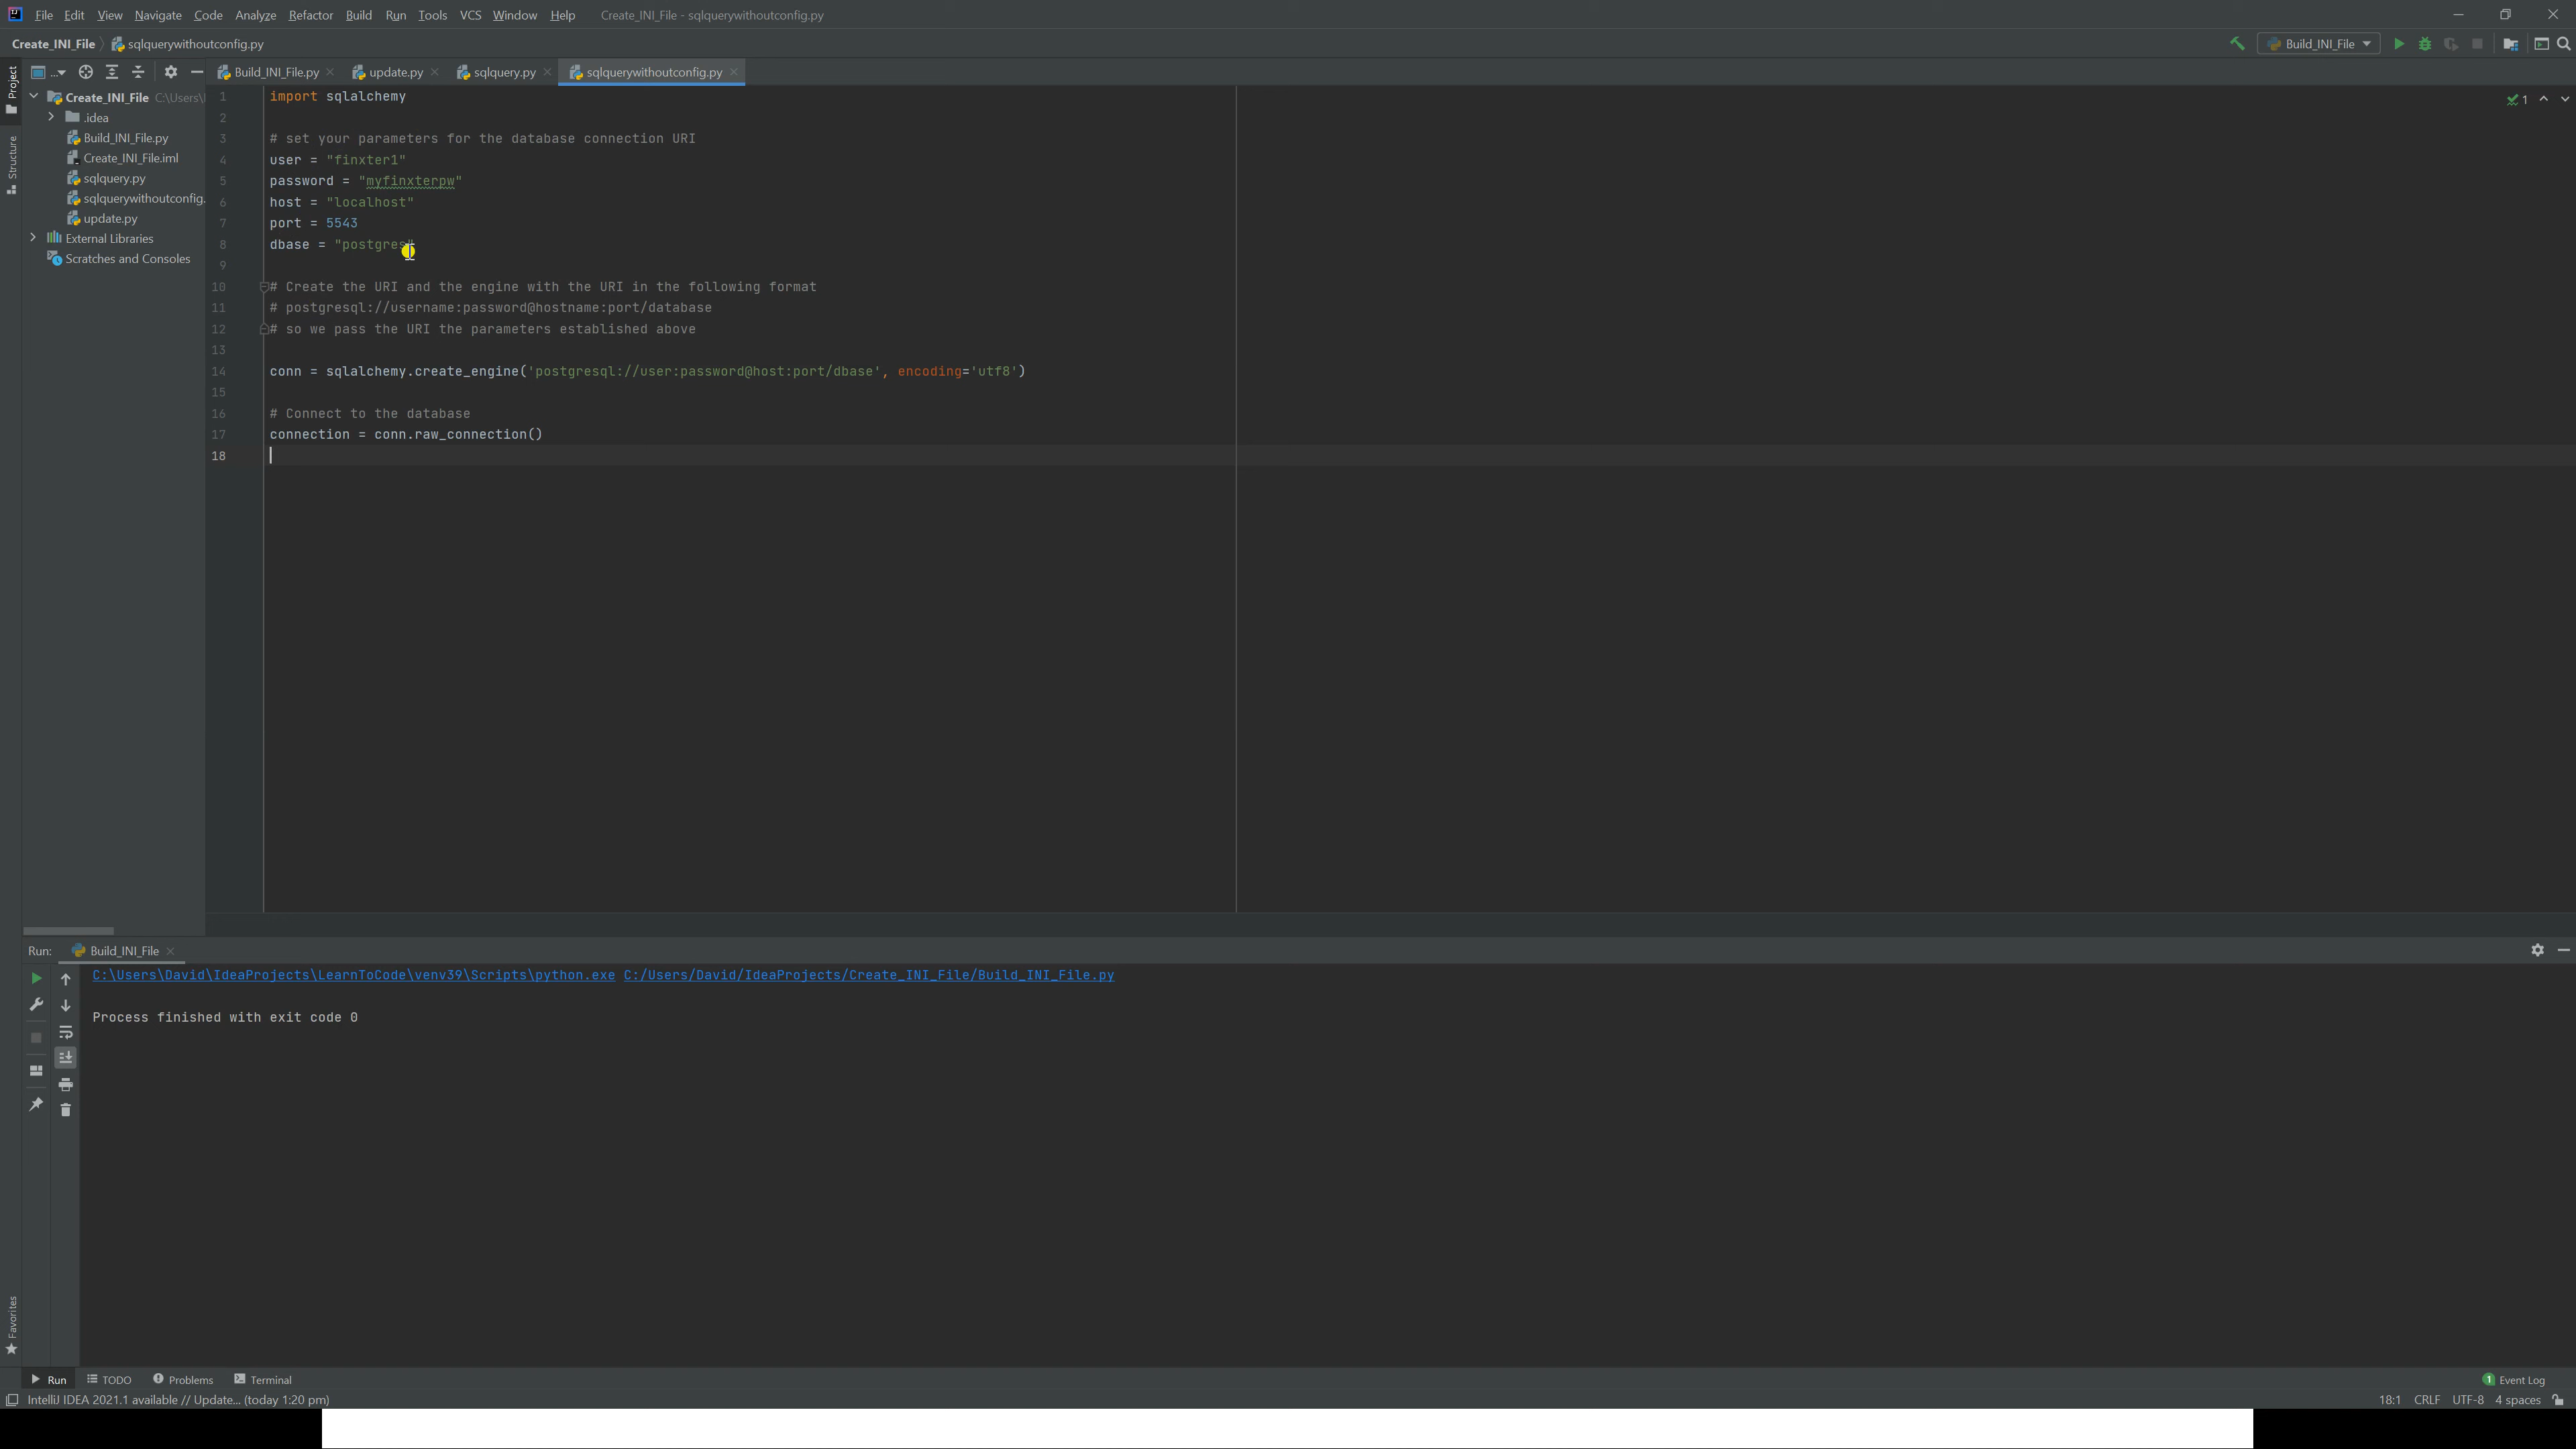 File Edit View Navigate Code Analyze Refactor Build Run Tools VCS Window Help Create_INI_File - sqlquerywithoutconfig.py
Create_INI_File sqlquerywithoutconfig.py Build_INI_File
Project
Structure
Favorites
... Build_INI_File.py update.py sqlquery.py sqlquerywithoutconfig.py
Create_INI_File C:\Users\
.idea
Build_INI_File.py
Create_INI_File.iml
sqlquery.py
sqlquerywithoutconfig.
update.py
External Libraries
Scratches and Consoles
1 import sqlalchemy
2
3 # set your parameters for the database connection URI
4 user = "finxter1"
5 password = "myfinxterpw"
6 host = "localhost"
7 port = 5543
8 dbase = "postgres"
9
10 # Create the URI and the engine with the URI in the following format
11 # postgresql://username:password@hostname:port/database
12 # so we pass the URI the parameters established above
13
14 conn = sqlalchemy.create_engine('postgresql://user:password@host:port/dbase', encoding='utf8')
15
16 # Connect to the database
17 connection = conn.raw_connection()
18
1
Run: Build_INI_File
C:\Users\David\IdeaProjects\LearnToCode\venv39\Scripts\python.exe C:/Users/David/IdeaProjects/Create_INI_File/Build_INI_File.py
Process finished with exit code 0
Run TODO Problems Terminal 1 Event Log
IntelliJ IDEA 2021.1 available // Update... (today 1:20 pm) 18:1 CRLF UTF-8 4 spaces